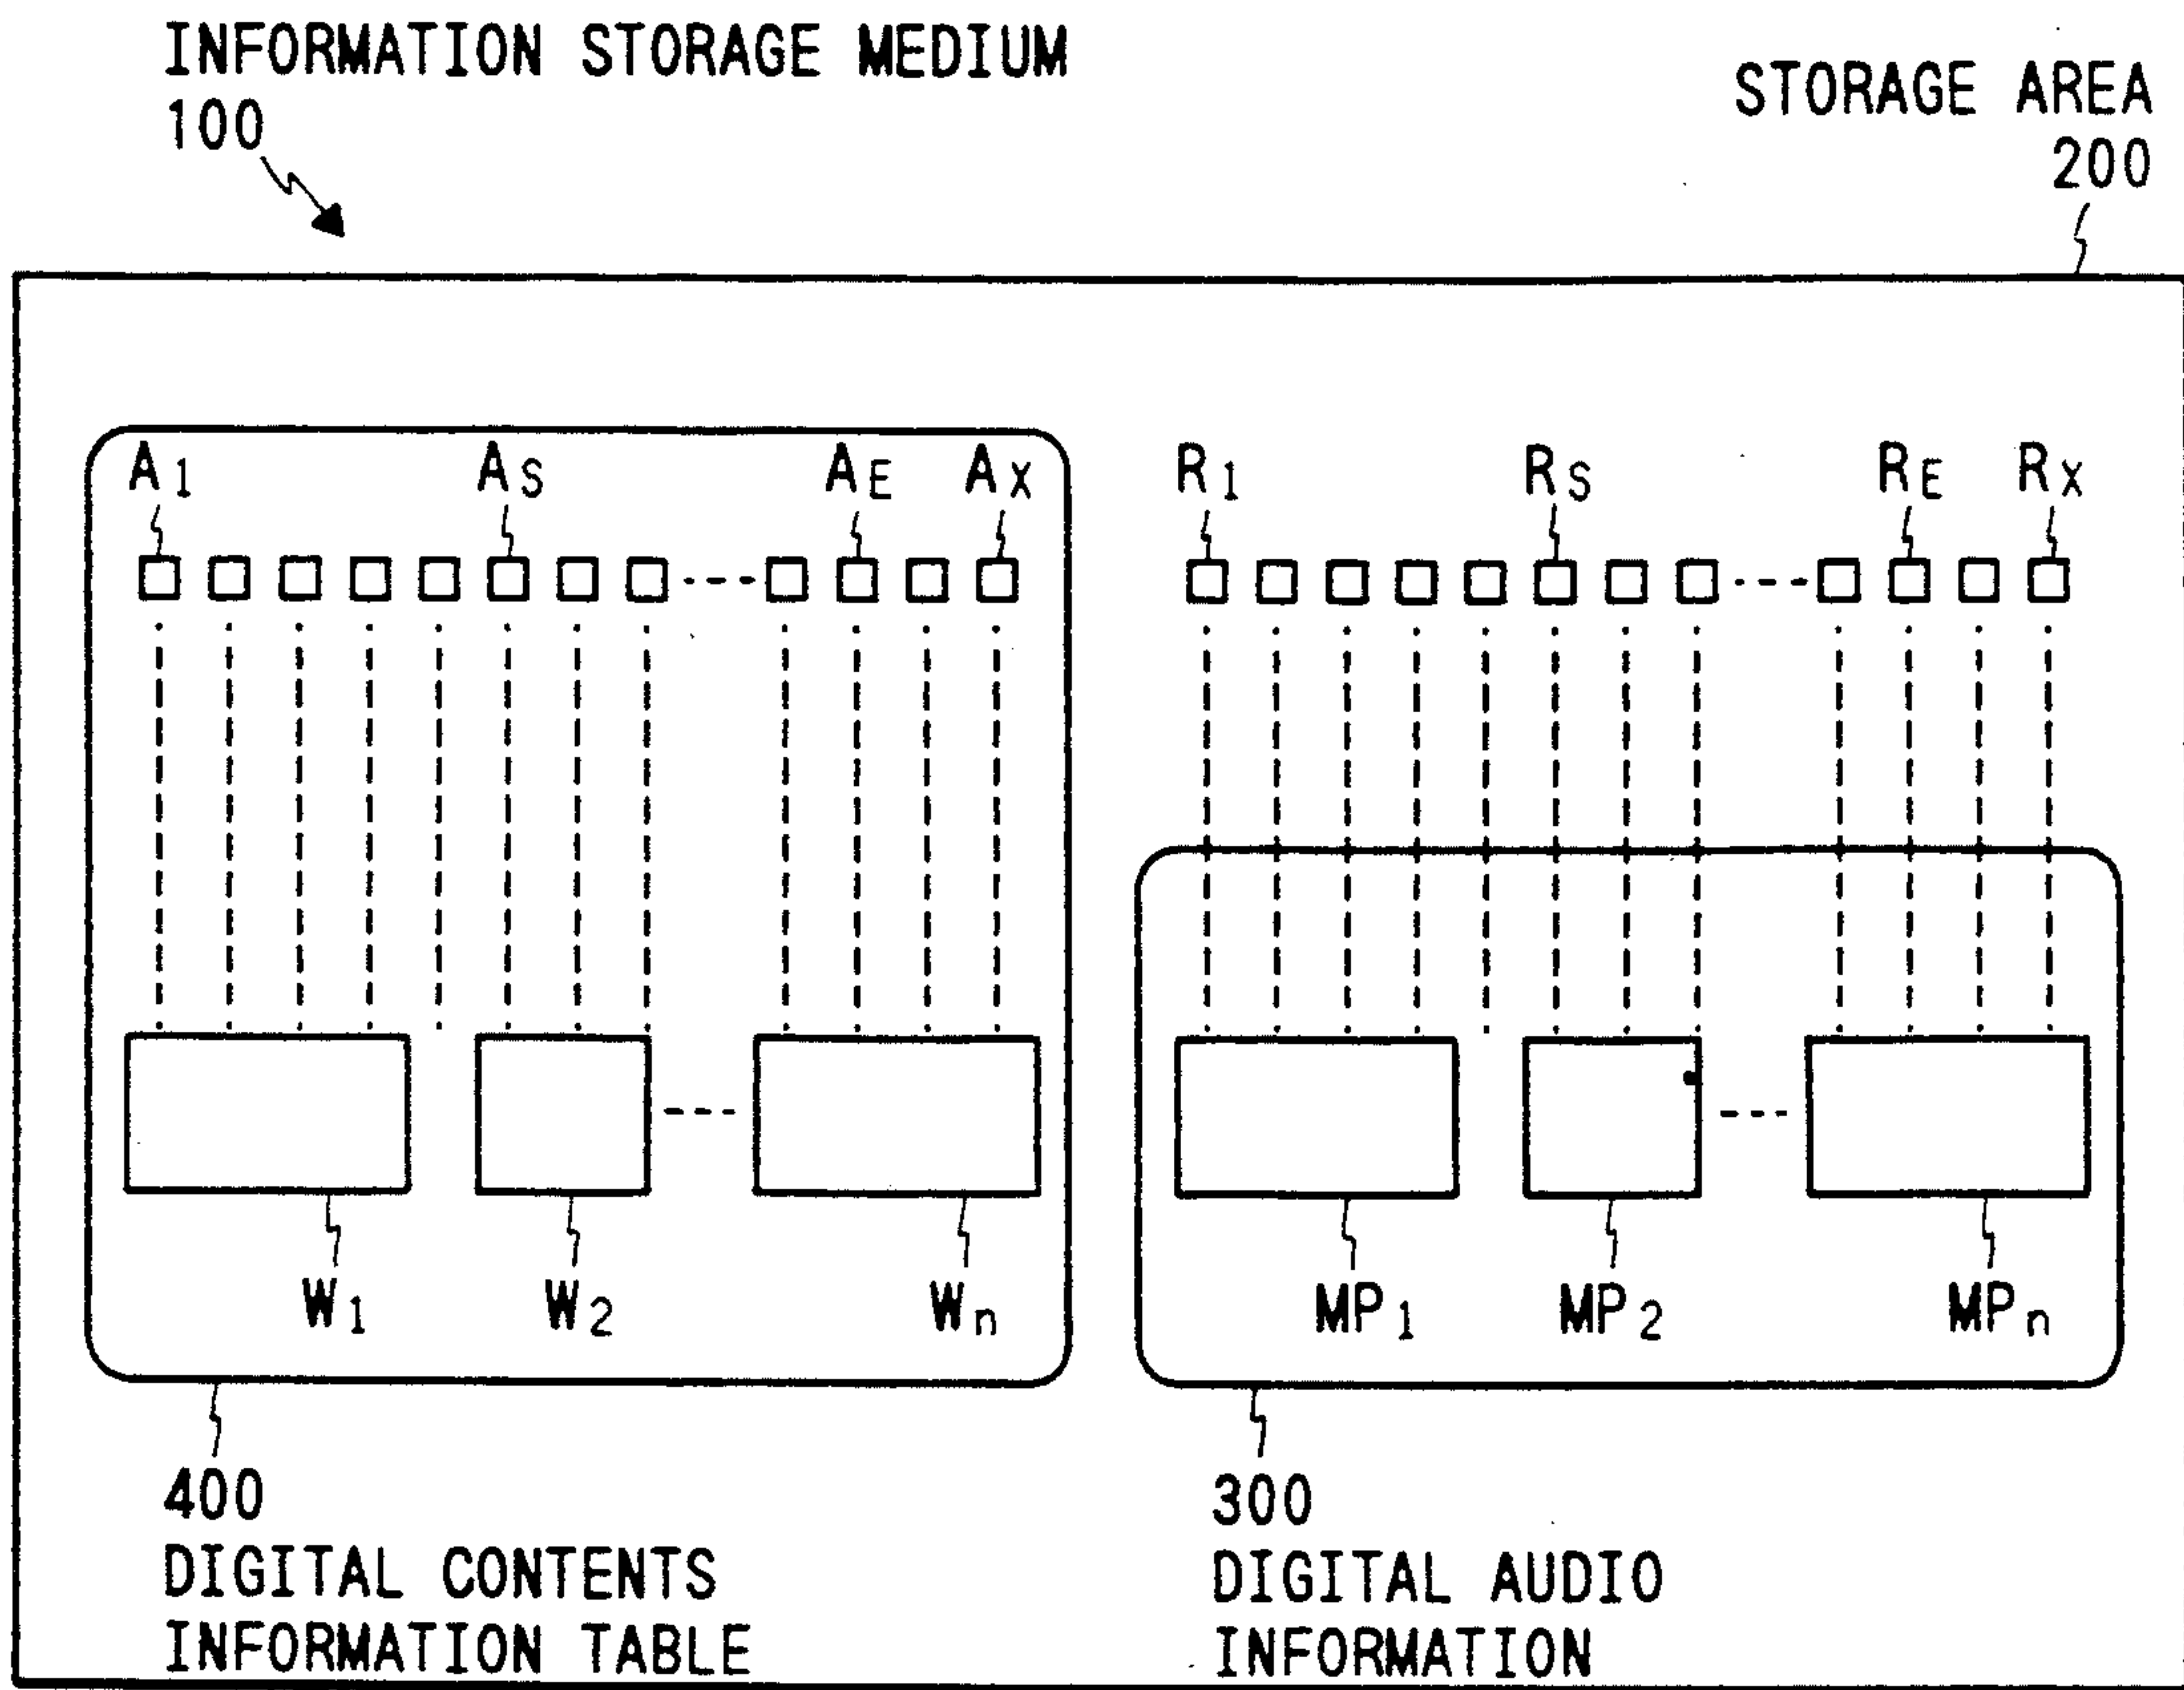 INFORMATION STORAGE MEDIUM
100
STORAGE AREA
200
A1 AS AE AX
R1 RS RE RX
W1 W2 Wn
MP1 MP2 MPn
400
DIGITAL CONTENTS
INFORMATION TABLE
300
DIGITAL AUDIO
INFORMATION